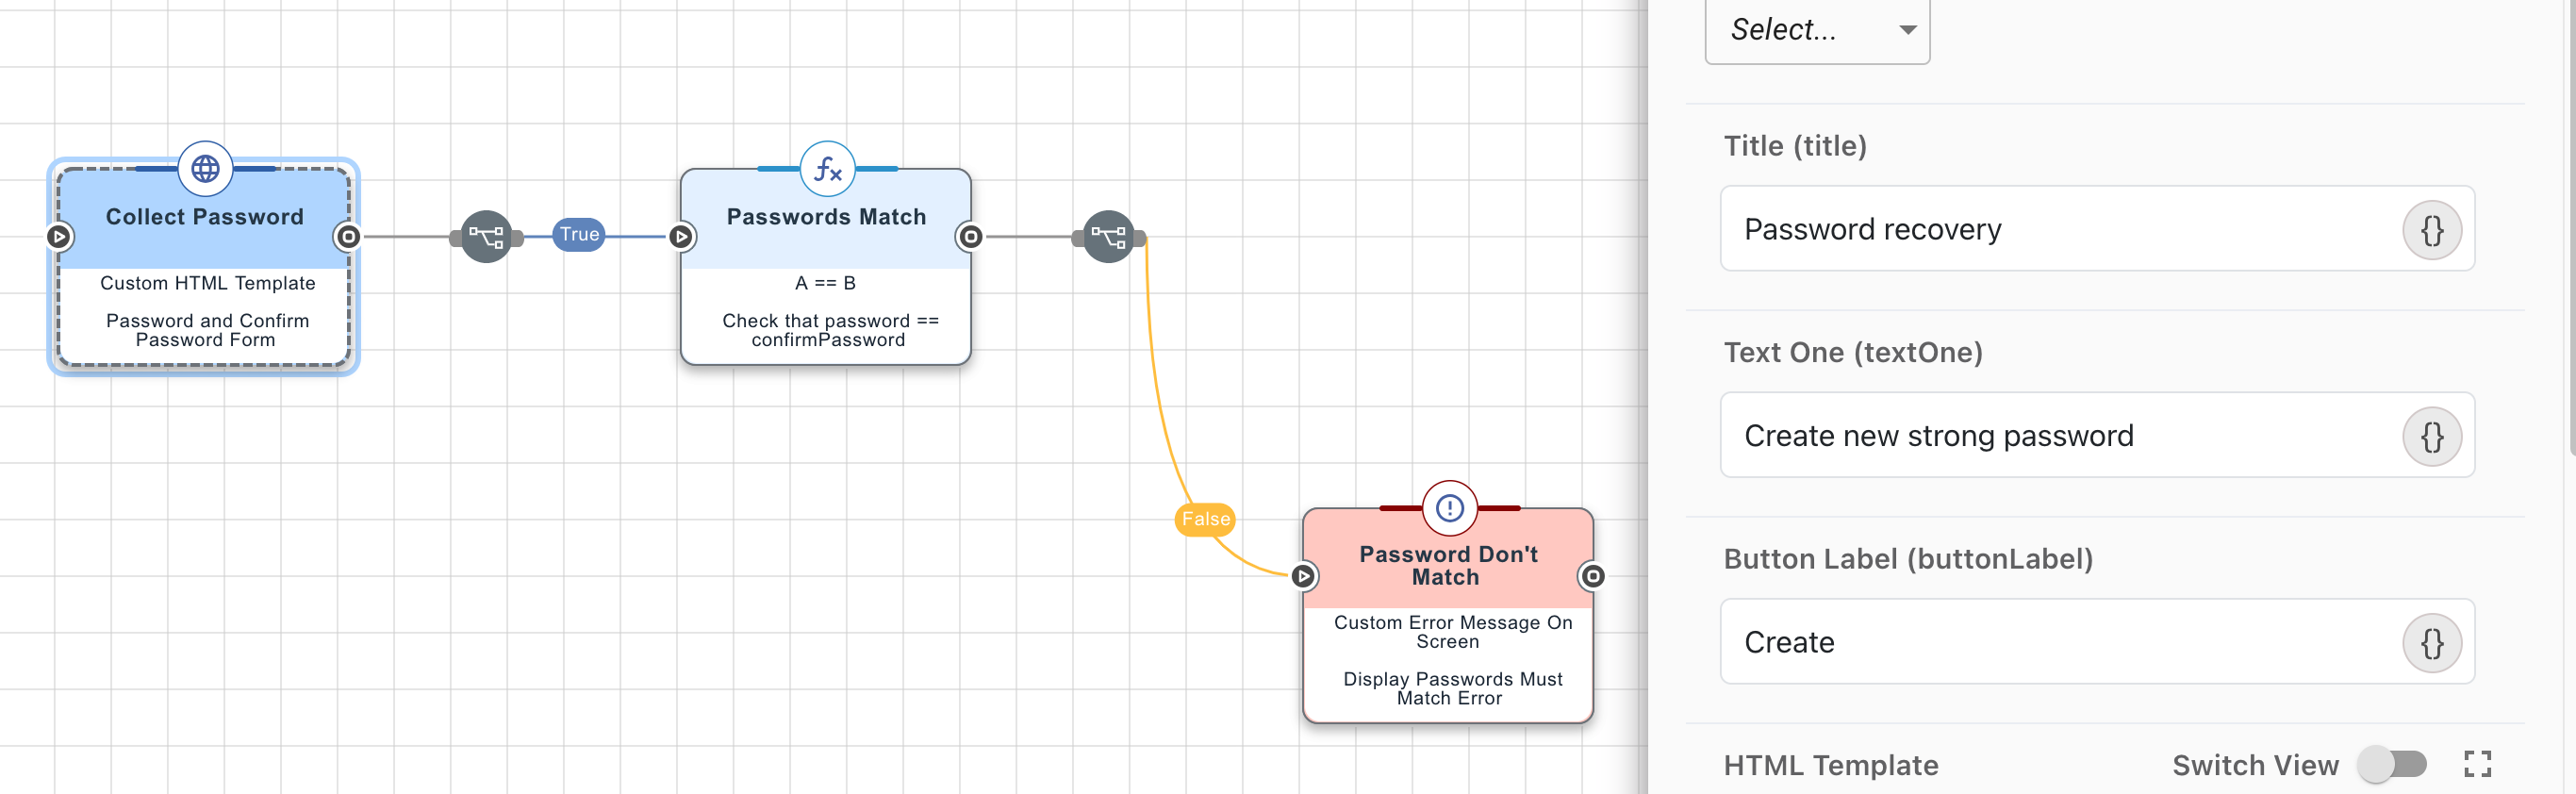 Collect Password
Custom HTML Template
Password and Confirm
Password Form
True
fx
Passwords Match
A == B
Check that password ==
confirmPassword
False
Password Don't
Match
Custom Error Message On
Screen
Display Passwords Must
Match Error
Select...
Title (title)
Password recovery
{}
Text One (textOne)
Create new strong password
{}
Button Label (buttonLabel)
Create
{}
HTML Template
Switch View